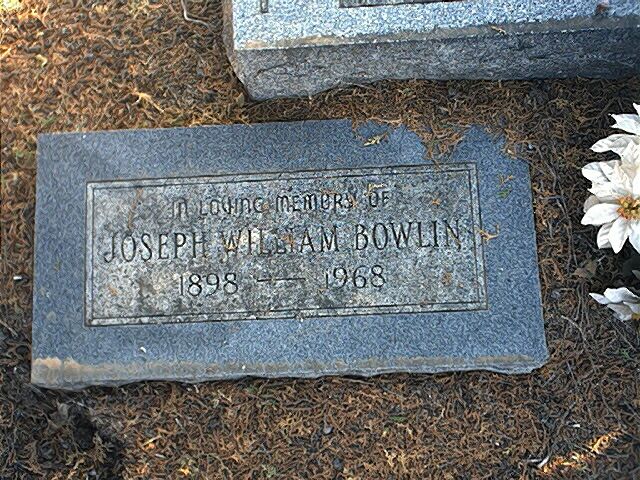 IN LOVING MEMORY OF
JOSEPH WILLIAM BOWLIN
1898 — 1968